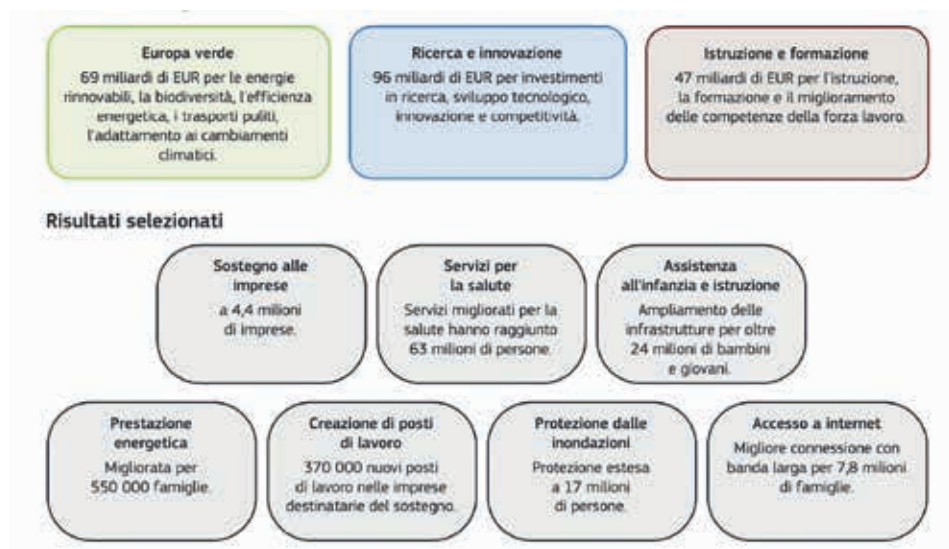 Europa verde
69 miliardi di EUR per le energie
rinnovabili, la biodiversità, l'efficienza
energetica, i trasporti puliti,
l'adattamento ai cambiamenti
climatici.
Ricerca e innovazione
96 miliardi di EUR per investimenti
in ricerca, sviluppo tecnologico,
innovazione e competitività.
Istruzione e formazione
47 miliardi di EUR per l'istruzione,
la formazione e il miglioramento
delle competenze della forza lavoro.
Risultati selezionati
Sostegno alle
imprese
a 4,4 milioni
di imprese.
Servizi per
la salute
Servizi migliorati per la
salute hanno raggiunto
63 milioni di persone.
Assistenza
all'infanzia e istruzione
Ampliamento delle
infrastrutture per oltre
24 milioni di bambini
e giovani.
Prestazione
energetica
Migliorata per
550 000 famiglie.
Creazione di posti
di lavoro
370 000 nuovi posti
di lavoro nelle imprese
destinatarie del sostegno.
Protezione dalle
inondazioni
Protezione estesa
a 17 milioni
di persone.
Accesso a internet
Migliore connessione con
banda larga per 7,8 milioni
di famiglie.